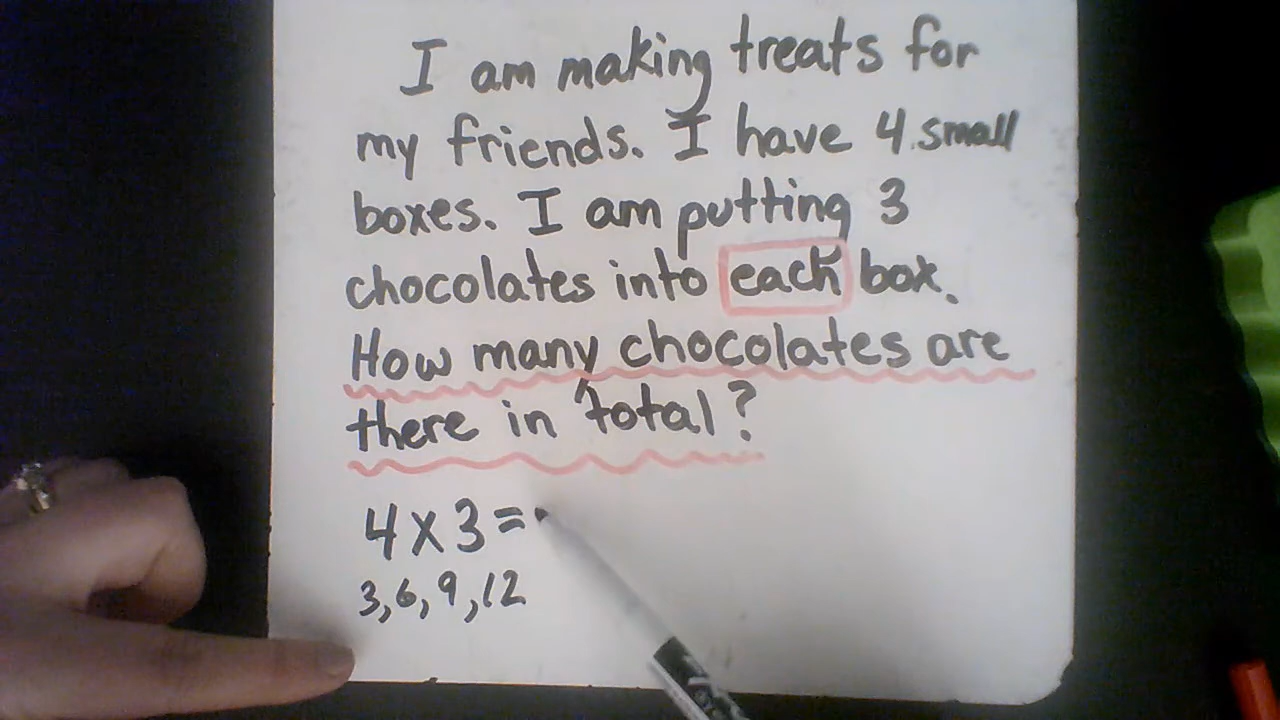 I am making treats for
my friends. I have 4 small
boxes. I am putting 3
chocolates into each box.
How many chocolates are
there in total?
4 x 3 =
3, 6, 9, 12